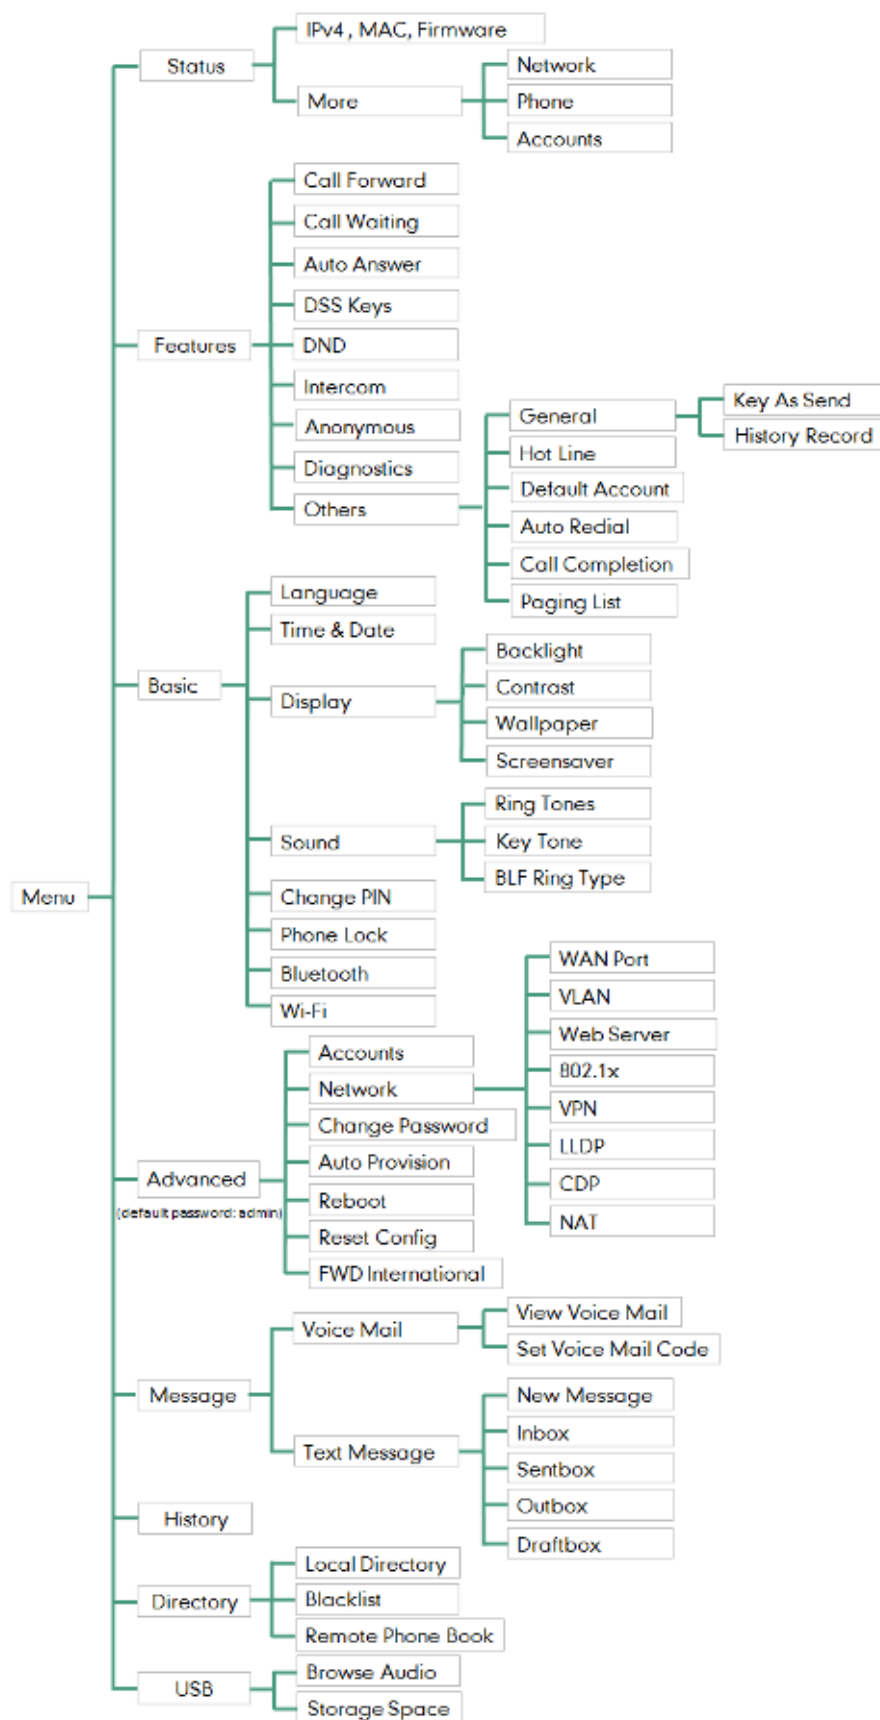 IPv4 , MAC, Firmware
Status
Network
More
Phone
Accounts
Call Forward
Call Waiting
Auto Answer
DSS Keys
Features
DND
Intercom
General
Key As Send
History Record
Anonymous
Hot Line
Diagnostics
Default Account
Others
Auto Redial
Call Completion
Paging List
Language
Time & Date
Backlight
Basic
Contrast
Display
Wallpaper
Screensaver
Ring Tones
Sound
Key Tone
BLF Ring Type
Menu
Change PIN
Phone Lock
Bluetooth
Wi-Fi
WAN Port
VLAN
Web Server
Accounts
802.1x
Network
VPN
Change Password
LLDP
Auto Provision
Advanced
CDP
(default password: admin)
Reboot
NAT
Reset Config
FWD International
View Voice Mail
Voice Mail
Set Voice Mail Code
Message
New Message
Inbox
Text Message
Sentbox
Outbox
History
Draftbox
Local Directory
Directory
Blacklist
Remote Phone Book
Browse Audio
USB
Storage Space